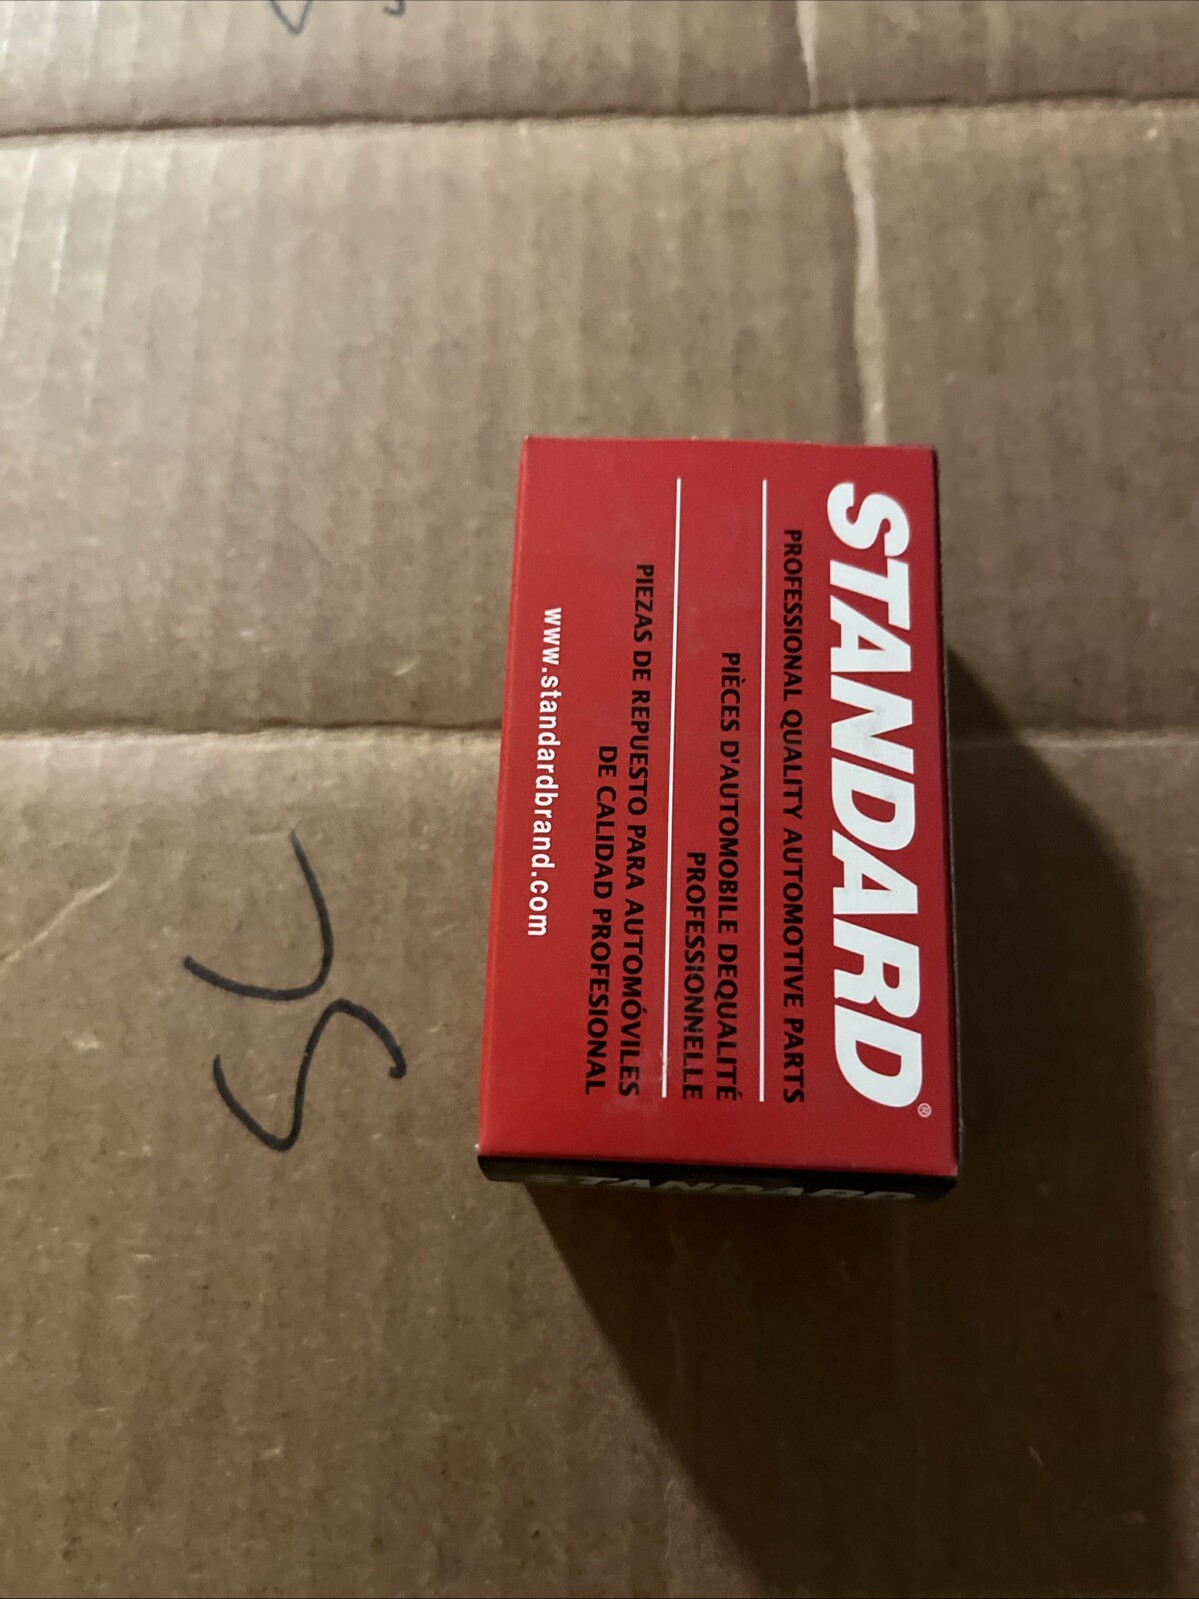 STANDARD®
PROFESSIONAL QUALITY AUTOMOTIVE PARTS
PIÈCES D'AUTOMOBILE DEQUALITÉ
PROFESSIONNELLE
PIEZAS DE REPUESTO PARA AUTOMÓVILES
DE CALIDAD PROFESIONAL
www.standardbrand.com
STANDARD